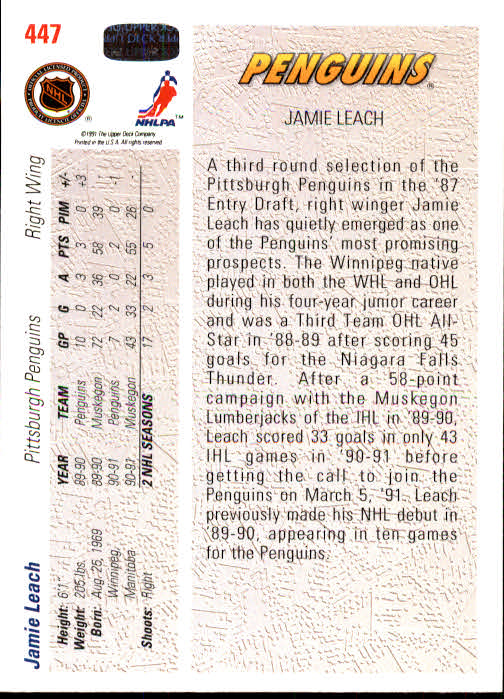 447
UPPER DECK
NHL
®
NHLPA™
©1991 The Upper Deck Company
Printed in the U.S.A. All rights reserved
PENGUINS®
JAMIE LEACH
A third round selection of the
Pittsburgh Penguins in the '87
Entry Draft, right winger Jamie
Leach has quietly emerged as one
of the Penguins' most promising
prospects. The Winnipeg native
played in both the WHL and OHL
during his four-year junior career
and was a Third Team OHL All-
Star in '88-89 after scoring 45
goals for the Niagara Falls
Thunder. After a 58-point
campaign with the Muskegon
Lumberjacks of the IHL in '89-90,
Leach scored 33 goals in only 43
IHL games in '90-91 before
getting the call to join the
Penguins on March 5, '91. Leach
previously made his NHL debut in
'89-90, appearing in ten games
for the Penguins.
Jamie Leach Pittsburgh Penguins Right Wing
Height: 6'1"
Weight: 205 lbs.
Born: Aug. 25, 1969
Winnipeg,
Manitoba
Shoots: Right
YEAR TEAM GP G A PTS PIM +/-
89-90 Penguins 10 0 3 3 0 +3
89-90 Muskegon 72 22 36 58 39
90-91 Penguins 7 2 0 2 0 -1
90-91 Muskegon 43 33 22 55 26 -
2 NHL SEASONS 17 2 3 5 0